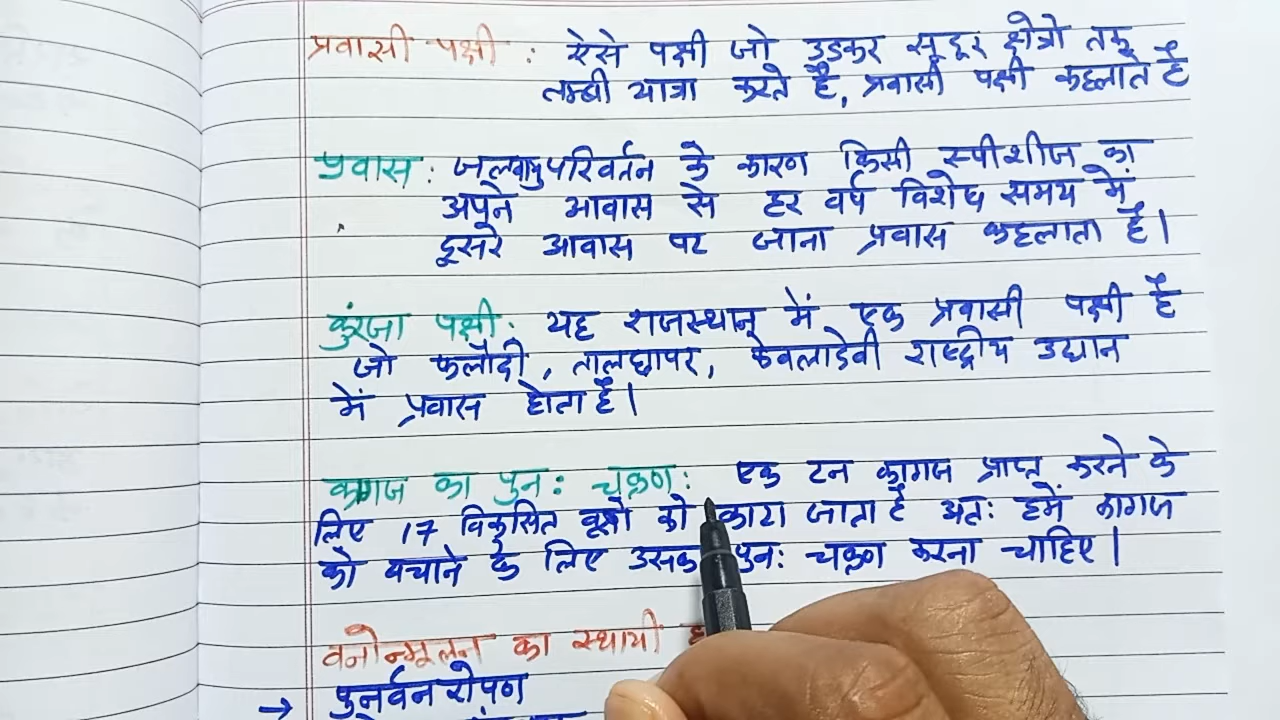 प्रवासी पक्षी : ऐसे पक्षी जो उडकर सुदूर क्षेत्रो तक
लम्बी यात्रा करते है, प्रवासी पक्षी कहलाते है
प्रवास : जलवायु परिवर्तन के कारण किसी स्पीशीज का
अपने आवास से हर वर्ष विशेष समय में
दूसरे आवास पर जाना प्रवास कहलाता है।
कुंरजा पक्षी : यह राजस्थान में एक प्रवासी पक्षी है
जो फलौदी, तालछापर, केवलादेवी राष्ट्रीय उद्यान
में प्रवास होता है।
कागज का पुन: चक्रण: एक टन कागज प्राप्त करने के
लिए 17 विकसित वृक्षो को काटा जाता है अत: हमें कागज
को बचाने के लिए उसका पुन: चक्रण करना चाहिए।
वनोन्मूलन का स्थायी
→ पुनर्वनरोपण